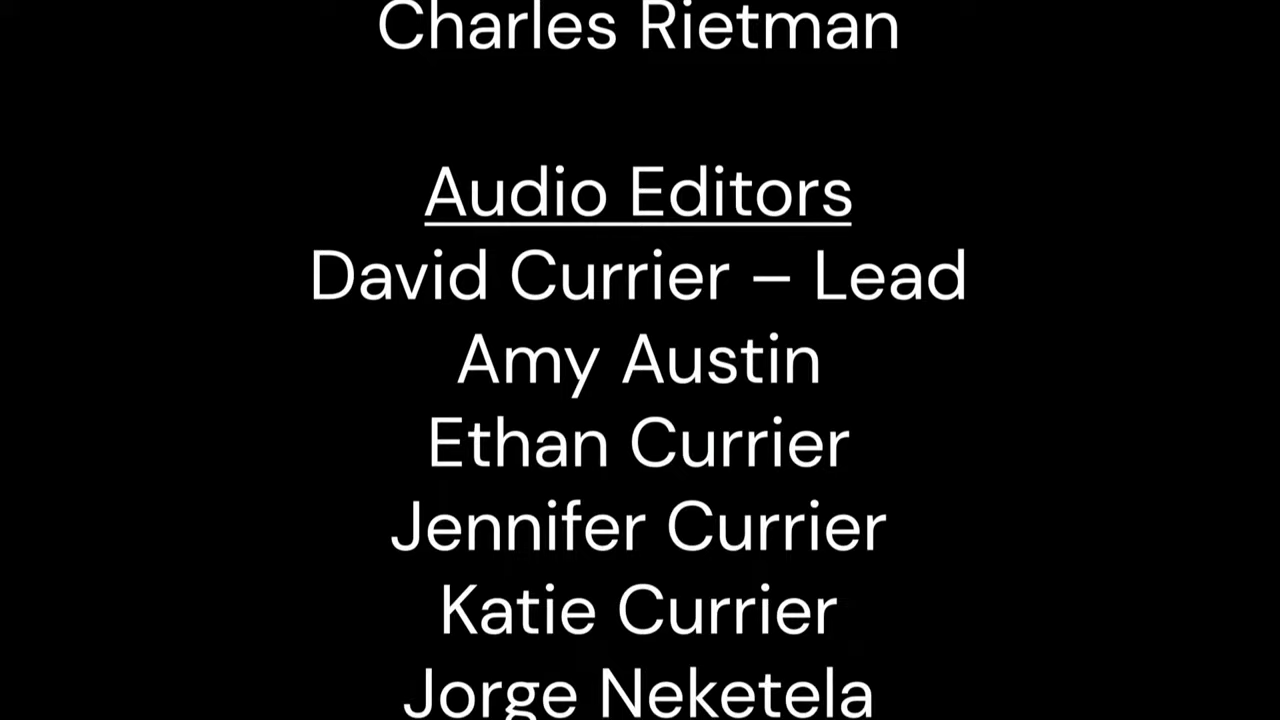 Charles Rietman
Audio Editors
David Currier – Lead
Amy Austin
Ethan Currier
Jennifer Currier
Katie Currier
Jorge Neketela